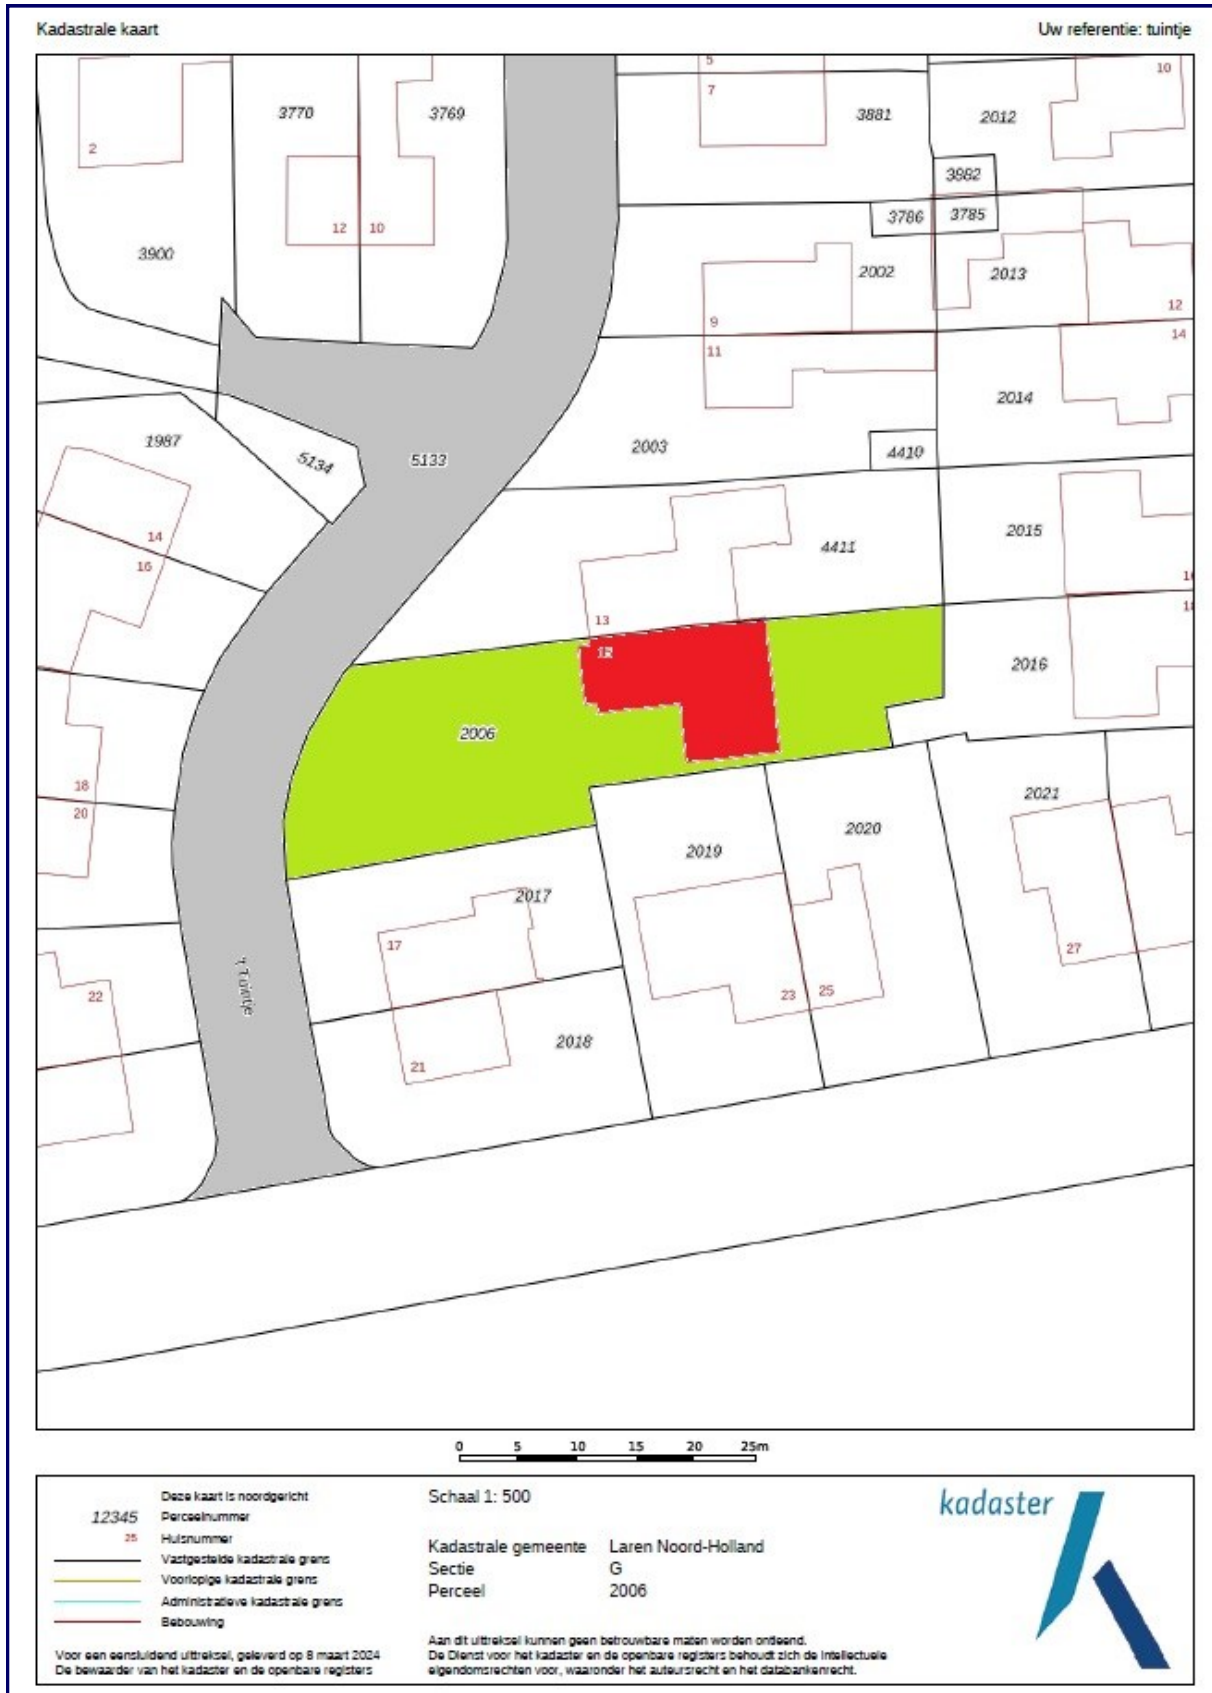 Kadastrale kaart
Uw referentie: tuintje
5
7
10
2
3770
3769
3881
2012
3882
12
10
3786
3785
3900
2002
2013
9
12
11
14
2014
1987
5134
5133
2003
4410
14
16
4411
2015
13
2016
2006
18
20
2021
2020
2019
2017
17
22
't Tuintje
23
25
27
21
2018
0 5 10 15 20 25m
Deze kaart is noordgericht
12345 Perceelnummer
25 Huisnummer
Vastgestelde kadastrale grens
Voorlopige kadastrale grens
Administratieve kadastrale grens
Bebouwing
Voor een eensluidend uittreksel, geleverd op 8 maart 2024
De bewaarder van het kadaster en de openbare registers
Schaal 1: 500
Kadastrale gemeente Laren Noord-Holland
Sectie G
Perceel 2006
Aan dit uittreksel kunnen geen betrouwbare maten worden ontleend.
De Dienst voor het kadaster en de openbare registers behoudt zich de intellectuele
eigendomsrechten voor, waaronder het auteursrecht en het databankenrecht.
kadaster